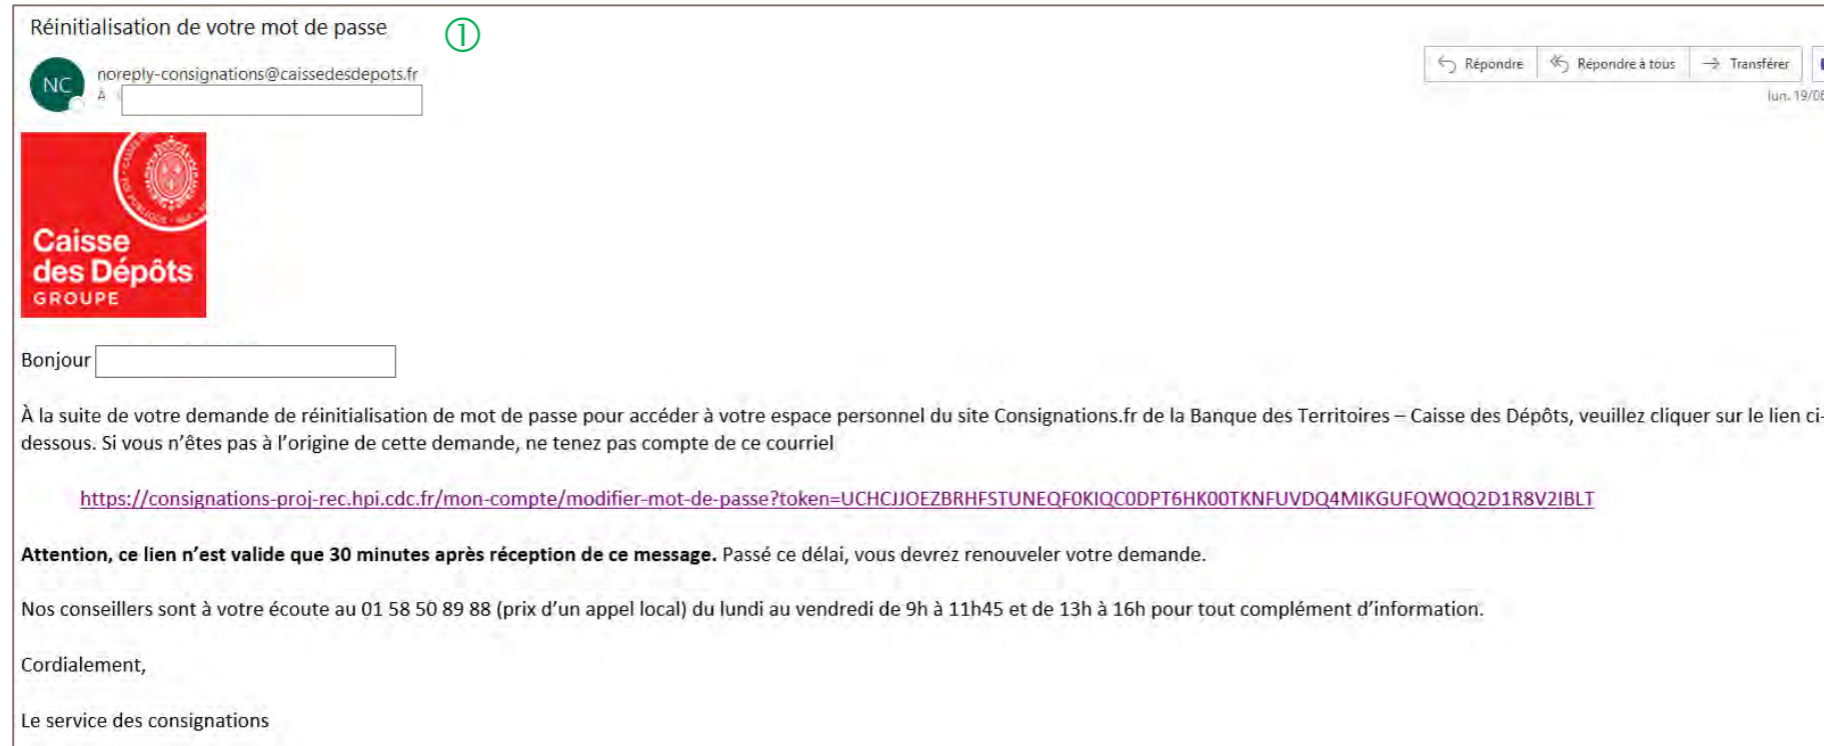 Réinitialisation de votre mot de passe
①
NC
noreply-consignations@caissedesdepots.fr
À
Répondre
Répondre à tous
Transférer
lun. 19/06
Caisse
des Dépôts
GROUPE
Bonjour
À la suite de votre demande de réinitialisation de mot de passe pour accéder à votre espace personnel du site Consignations.fr de la Banque des Territoires – Caisse des Dépôts, veuillez cliquer sur le lien ci-
dessous. Si vous n’êtes pas à l’origine de cette demande, ne tenez pas compte de ce courriel
https://consignations-proj-rec.hpi.cdc.fr/mon-compte/modifier-mot-de-passe?token=UCHCJJOEZBRHFSTUNEQF0KIQC0DPT6HK00TKNFUVDQ4MIKGUFQWQQ2D1R8V2IBLT
Attention, ce lien n’est valide que 30 minutes après réception de ce message. Passé ce délai, vous devrez renouveler votre demande.
Nos conseillers sont à votre écoute au 01 58 50 89 88 (prix d’un appel local) du lundi au vendredi de 9h à 11h45 et de 13h à 16h pour tout complément d’information.
Cordialement,
Le service des consignations